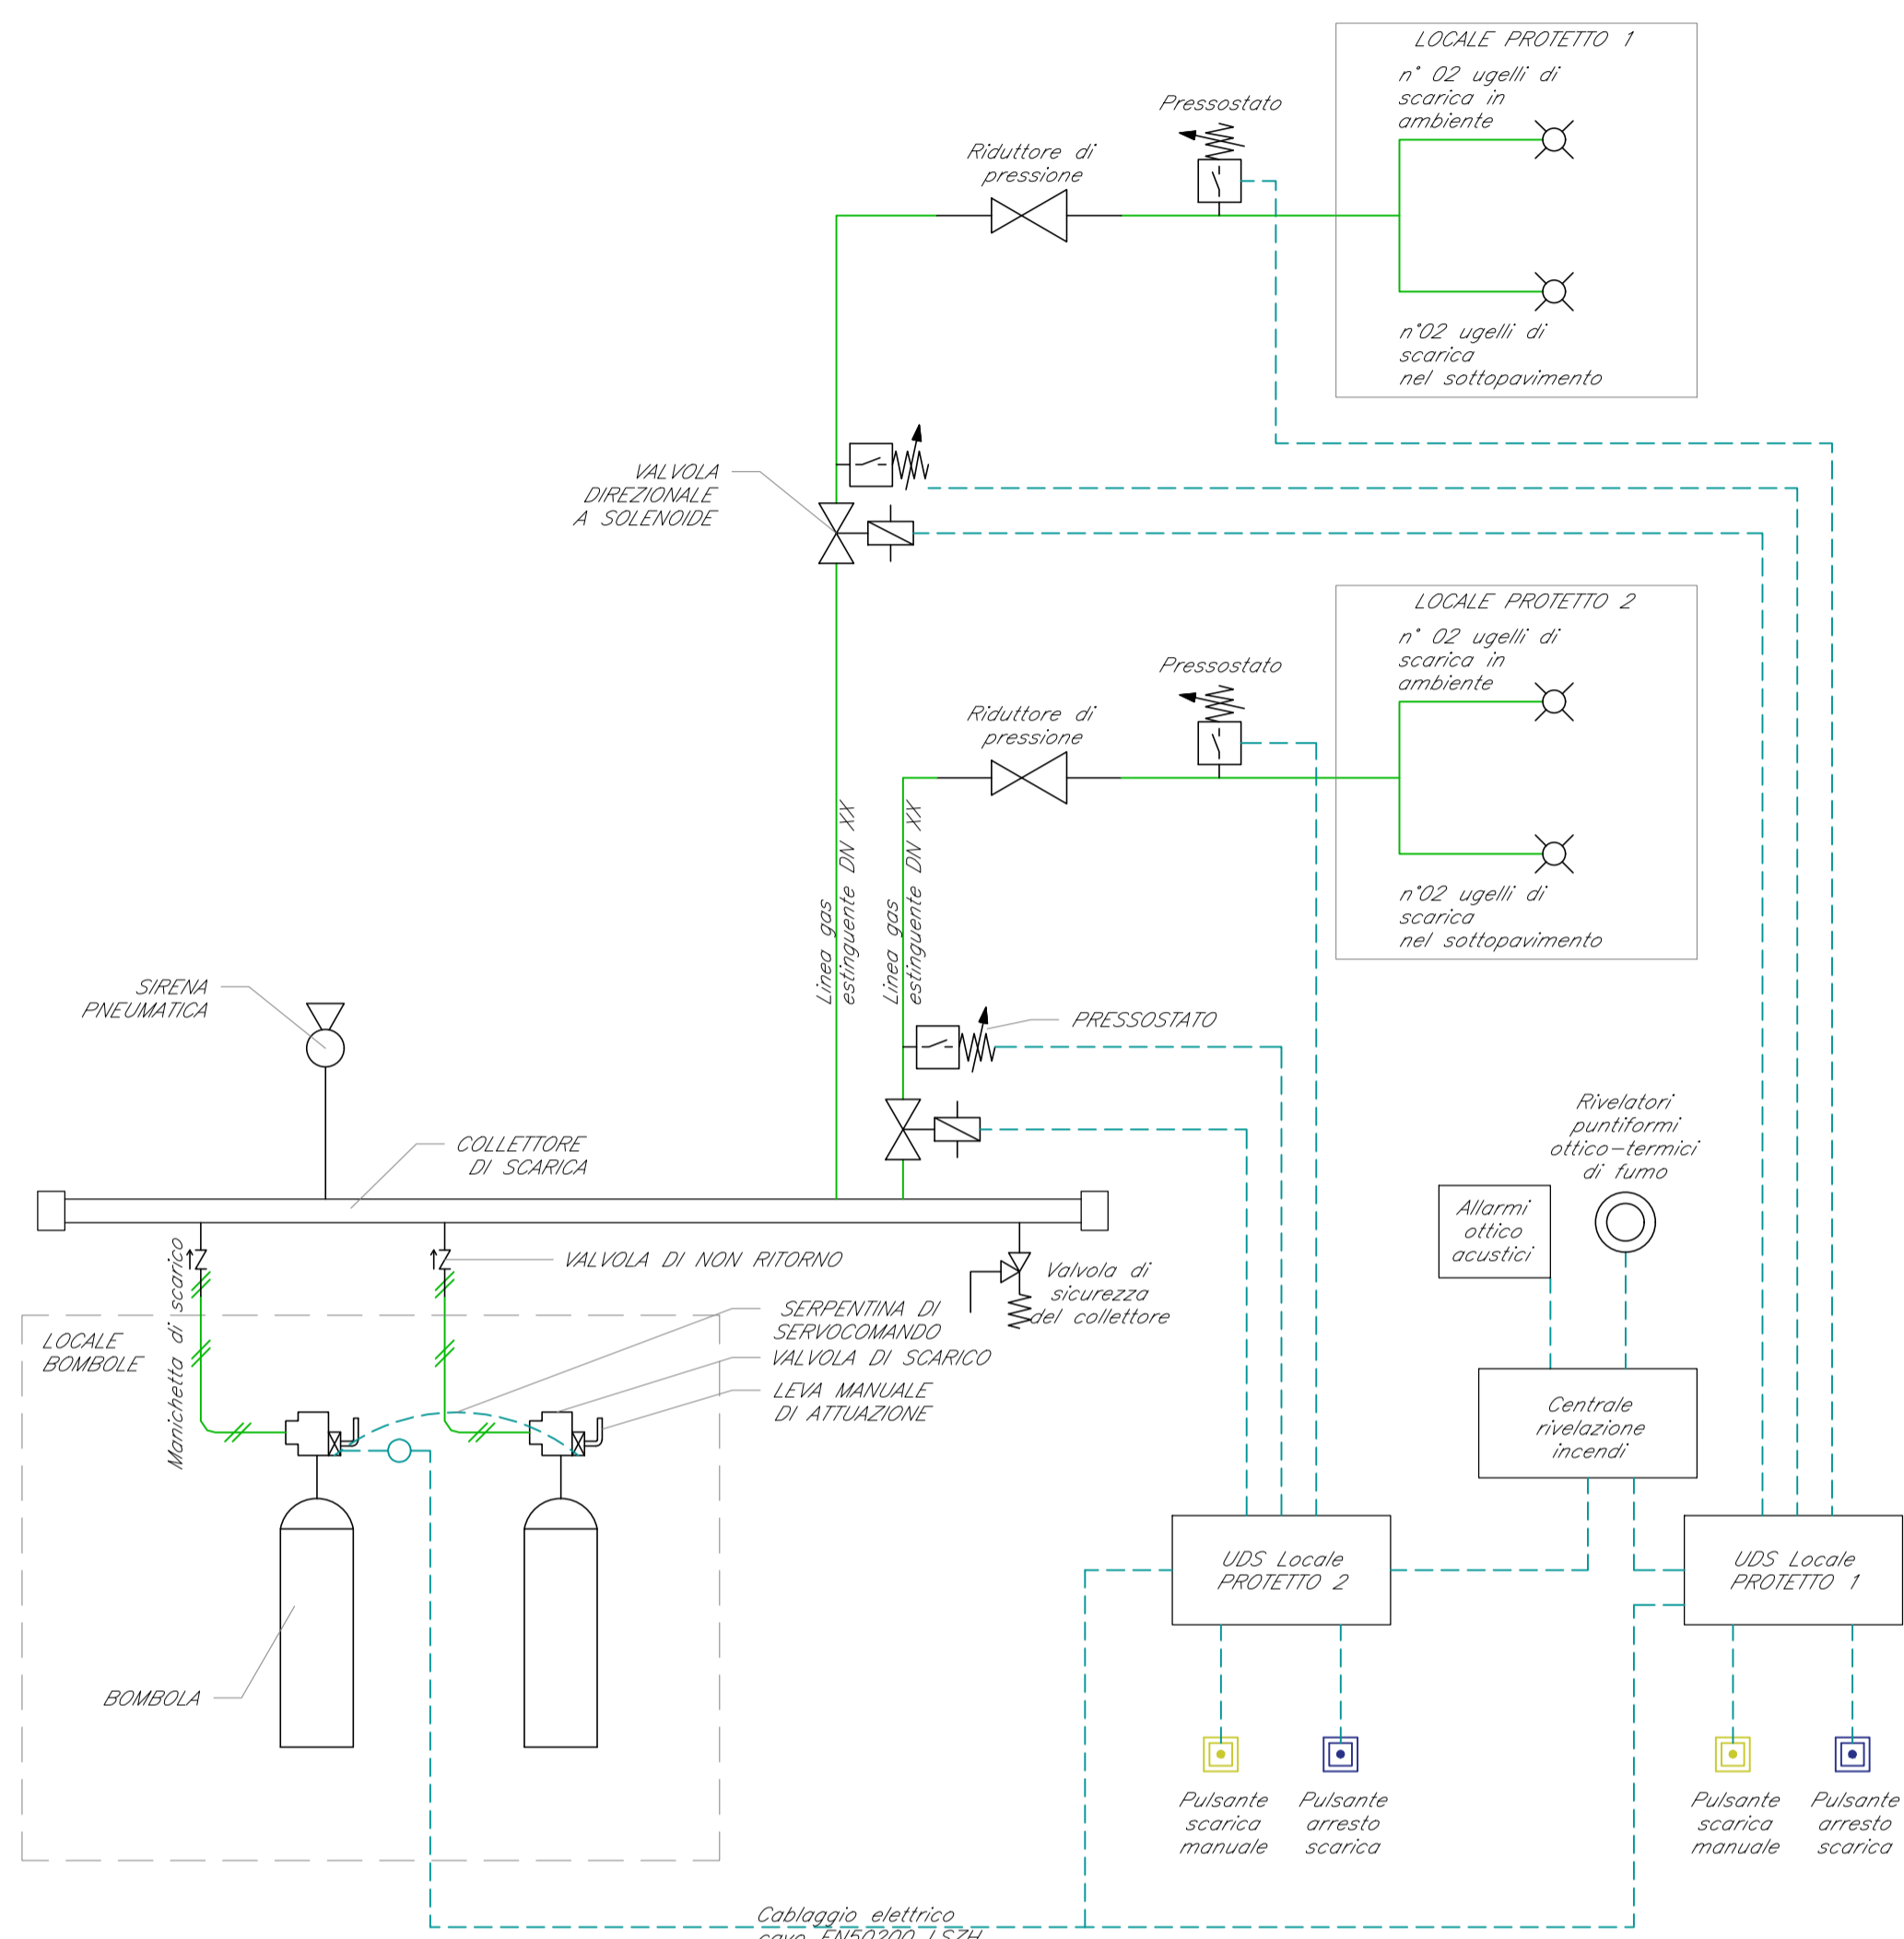 LOCALE PROTETTO 1
n° 02 ugelli di
scarica in
ambiente
Pressostato
Riduttore di
pressione
n°02 ugelli di
scarica
nel sottopavimento
VALVOLA
DIREZIONALE
A SOLENOIDE
LOCALE PROTETTO 2
n° 02 ugelli di
scarica in
ambiente
Pressostato
Riduttore di
pressione
n°02 ugelli di
scarica
nel sottopavimento
Linea gas
estinguente DN XX
Linea gas
estinguente DN XX
SIRENA
PNEUMATICA
PRESSOSTATO
COLLETTORE
DI SCARICA
Rivelatori
puntiformi
ottico-termici
di fumo
Allarmi
ottico
acustici
Manichetta di scarico
VALVOLA DI NON RITORNO
Valvola di
sicurezza
del collettore
LOCALE
BOMBOLE
SERPENTINA DI
SERVOCOMANDO
VALVOLA DI SCARICO
LEVA MANUALE
DI ATTUAZIONE
Centrale
rivelazione
incendi
UDS Locale
PROTETTO 2
UDS Locale
PROTETTO 1
BOMBOLA
Pulsante
scarica
manuale
Pulsante
arresto
scarica
Pulsante
scarica
manuale
Pulsante
arresto
scarica
Cablaggio elettrico
cavo EN50200 LSZH